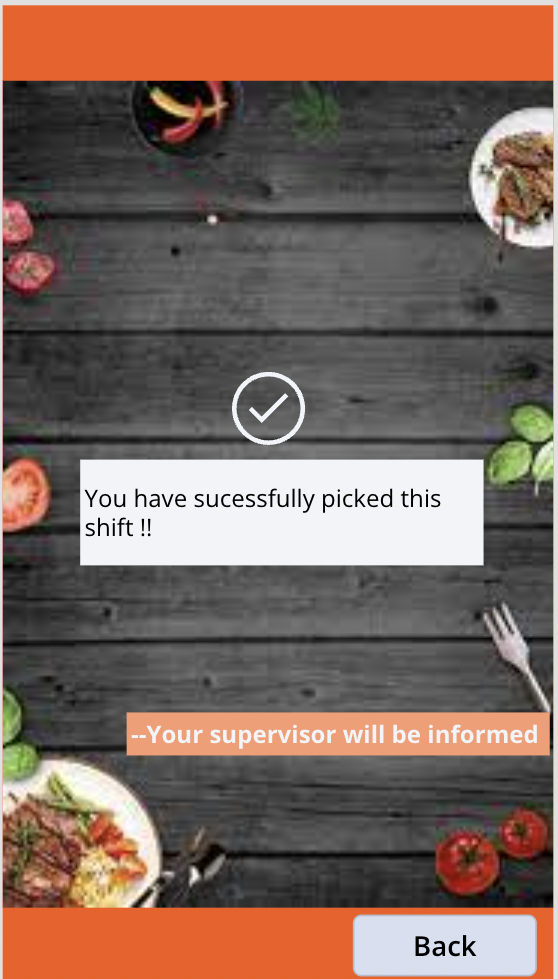 You have sucessfully picked this
shift !!
--Your supervisor will be informed
Back